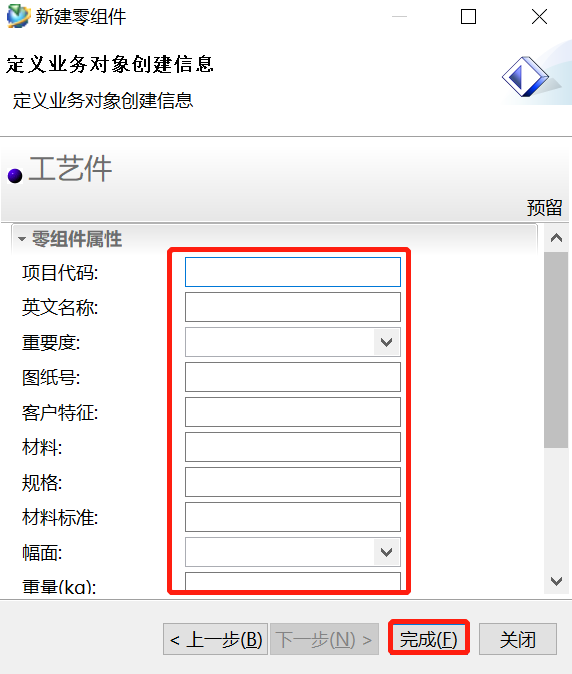 新建零组件
定义业务对象创建信息
定义业务对象创建信息
工艺件
预留
零组件属性
项目代码:
英文名称:
重要度:
图纸号:
客户特征:
材料:
规格:
材料标准:
幅面:
重量(kg):
< 上一步(B) 下一步(N) > 完成(F) 关闭